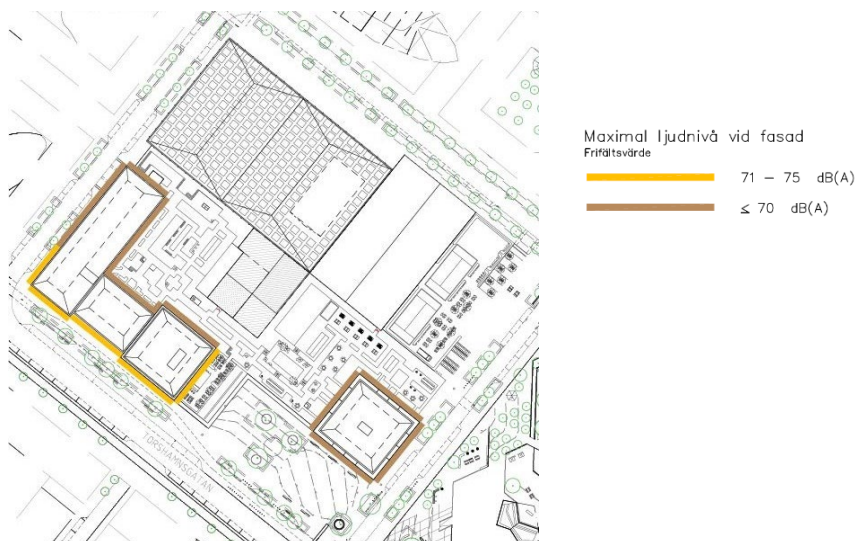 Maximal ljudnivå vid fasad
Frifältsvärde
71 – 75 dB(A)
≤ 70 dB(A)
TORSHAMNSGATAN